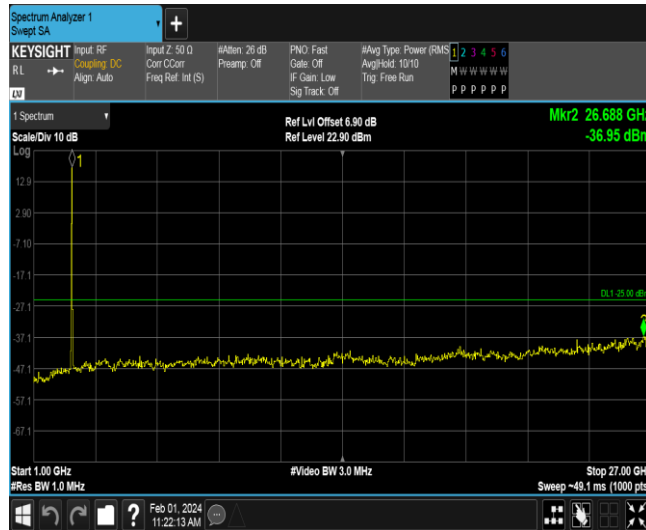 Spectrum Analyzer 1
Swept SA
KEYSIGHT
RL
LXI
Input: RF
Coupling: DC
Align: Auto
Input Z: 50 Ω
Corr CCorr
Freq Ref: Int (S)
#Atten: 26 dB
Preamp: Off
PNO: Fast
Gate: Off
IF Gain: Low
Sig Track: Off
#Avg Type: Power (RMS
Avg|Hold: 10/10
Trig: Free Run
1 2 3 4 5 6
M W W W W W
P P P P P P
1 Spectrum
Scale/Div 10 dB
Log
Ref Lvl Offset 6.90 dB
Ref Level 22.90 dBm
Mkr2 26.688 GH
-36.95 dBm
1
12.9
2.90
-7.10
-17.1
DL1 -25.00 dB
-27.1
-37.1
-47.1
-57.1
-67.1
Start 1.00 GHz
#Res BW 1.0 MHz
#Video BW 3.0 MHz
Stop 27.00 GH
Sweep ~49.1 ms (1000 pts
?
Feb 01, 2024
11:22:13 AM